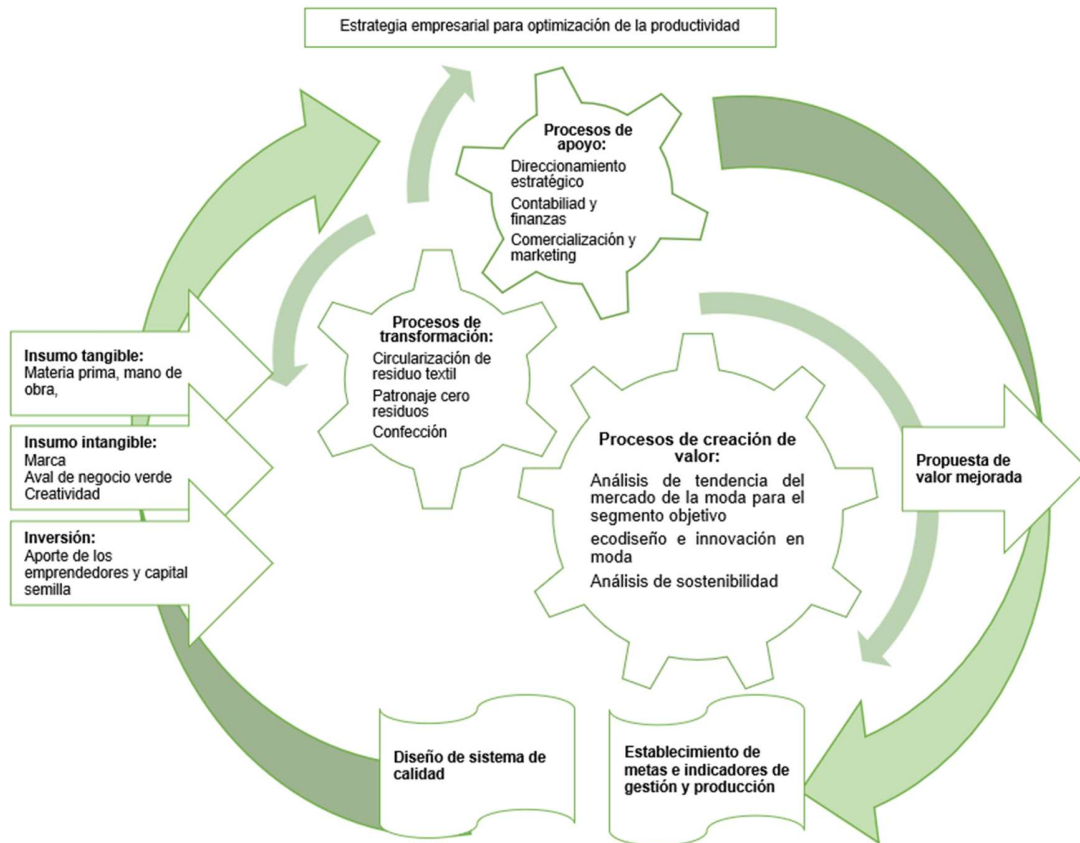 Estrategia empresarial para optimización de la productividad
Procesos de
apoyo:
Direccionamiento
estratégico
Contabiliad y
finanzas
Comercialización y
marketing
Procesos de
transformación:
Circularización de
residuo textil
Patronaje cero
residuos
Confección
Insumo tangible:
Materia prima, mano de
obra,
Insumo intangible:
Marca
Aval de negocio verde
Creatividad
Inversión:
Aporte de los
emprendedores y capital
semilla
Procesos de creación de
valor:
Análisis de tendencia del
mercado de la moda para el
segmento objetivo
ecodiseño e innovación en
moda
Análisis de sostenibilidad
Propuesta de
valor mejorada
Diseño de sistema de
calidad
Establecimiento de
metas e indicadores de
gestión y producción